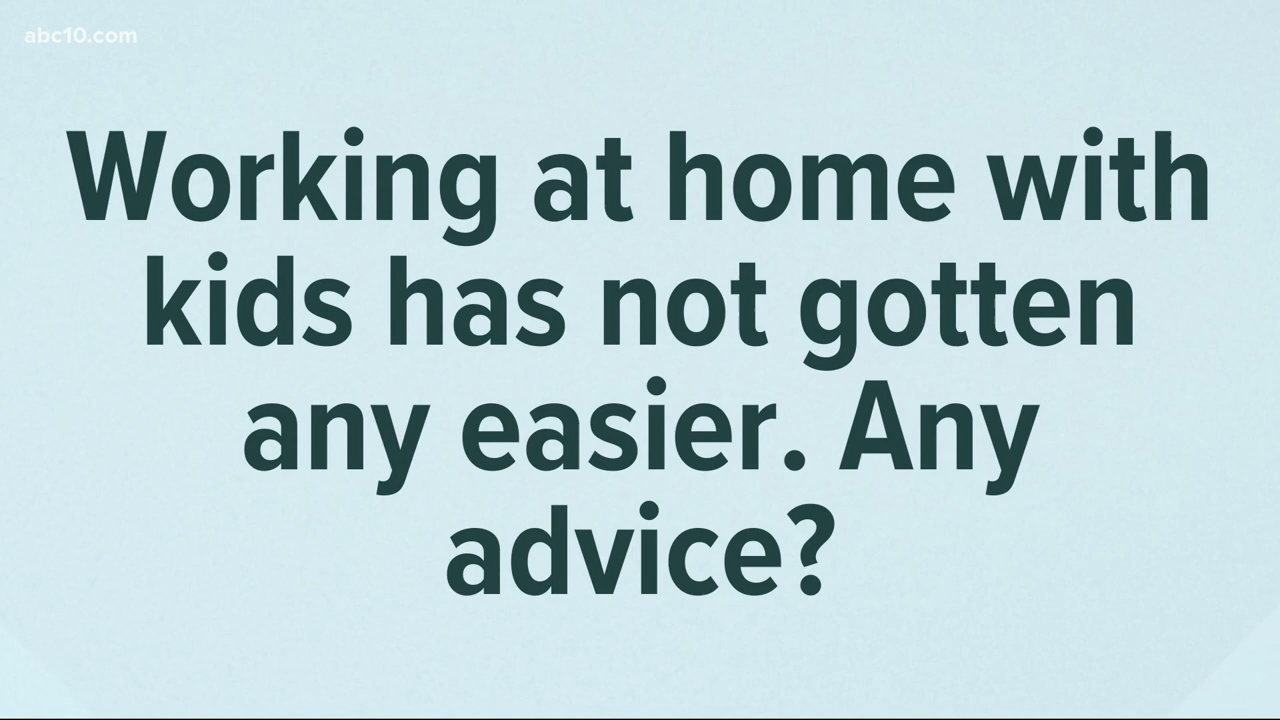 abc10.com
Working at home with
kids has not gotten
any easier. Any
advice?